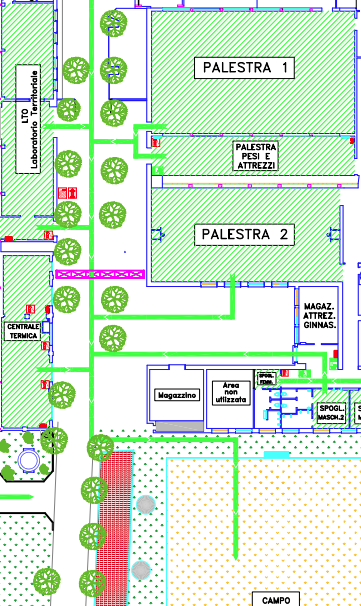 PALESTRA 1
LTO
Laboratorio Territoriale
PALESTRA
PESI E
ATTREZZI
PALESTRA 2
MAGAZ.
ATTREZ.
GINNAS.
CENTRALE
TERMICA
SPOGL.
FEMM.
Magazzino
Area
non
utilizzata
SPOGL.
MASCH.2
CAMPO